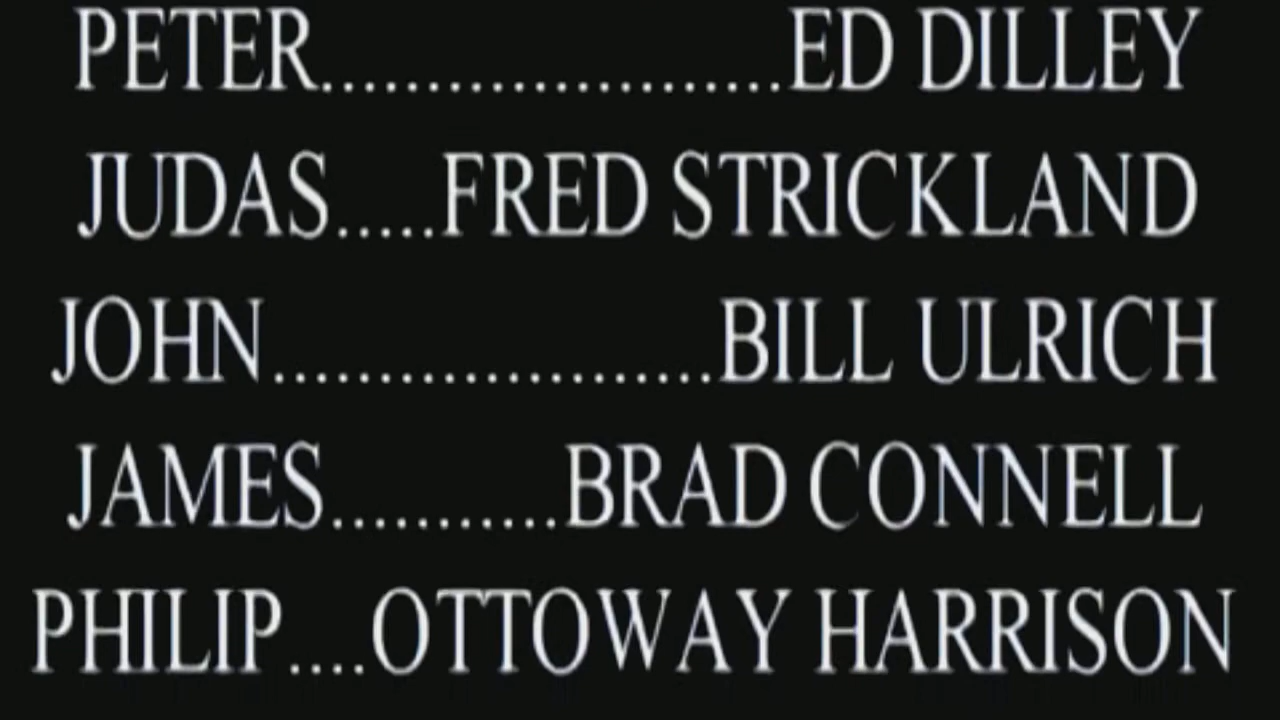 PETER......................ED DILLEY
JUDAS.....FRED STRICKLAND
JOHN.....................BILL ULRICH
JAMES...........BRAD CONNELL
PHILIP....OTTOWAY HARRISON